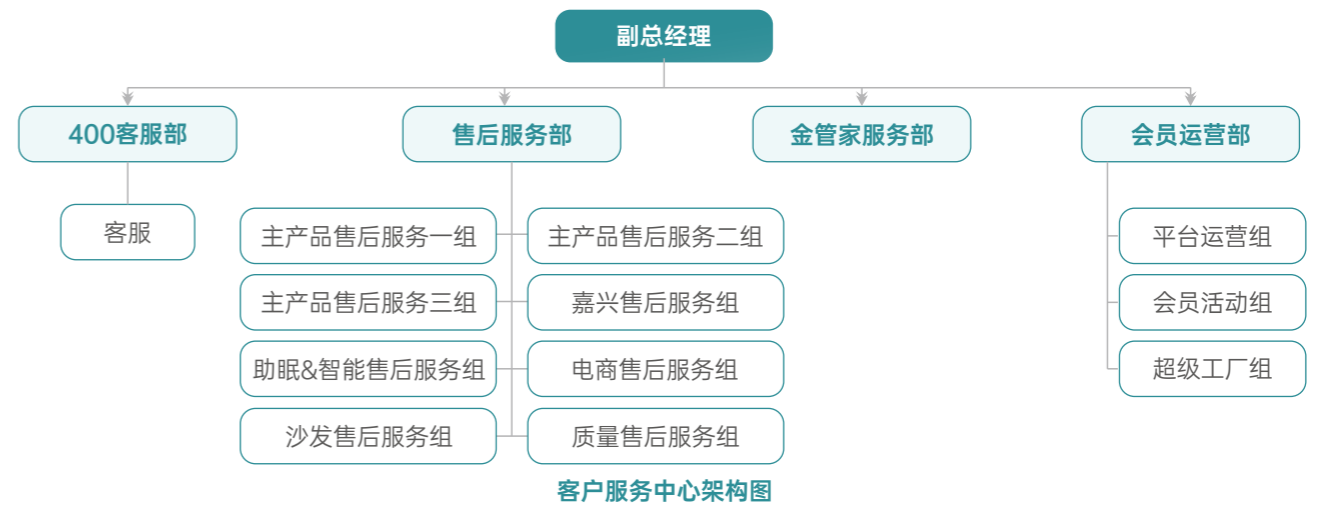 副总经理
400客服部
售后服务部
金管家服务部
会员运营部
客服
主产品售后服务一组
主产品售后服务二组
主产品售后服务三组
嘉兴售后服务组
助眠&智能售后服务组
电商售后服务组
沙发售后服务组
质量售后服务组
平台运营组
会员活动组
超级工厂组
客户服务中心架构图